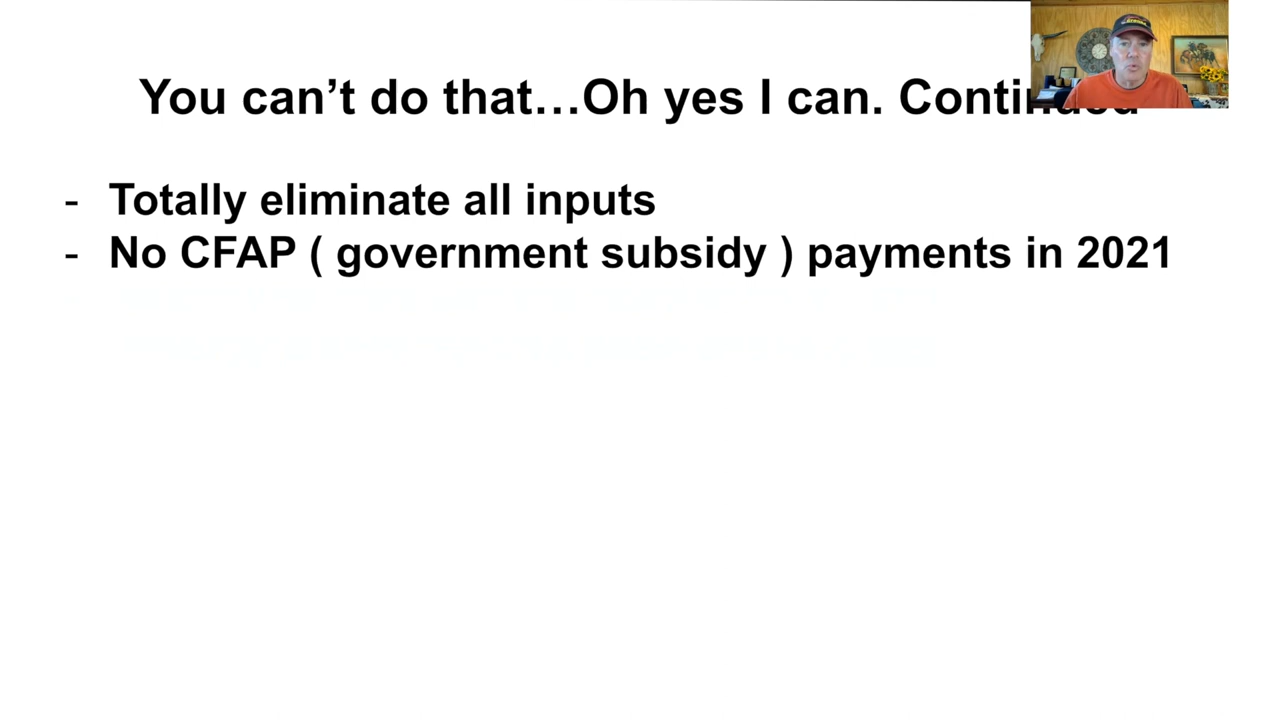 You can’t do that…Oh yes I can. Continued
- Totally eliminate all inputs
- No CFAP ( government subsidy ) payments in 2021